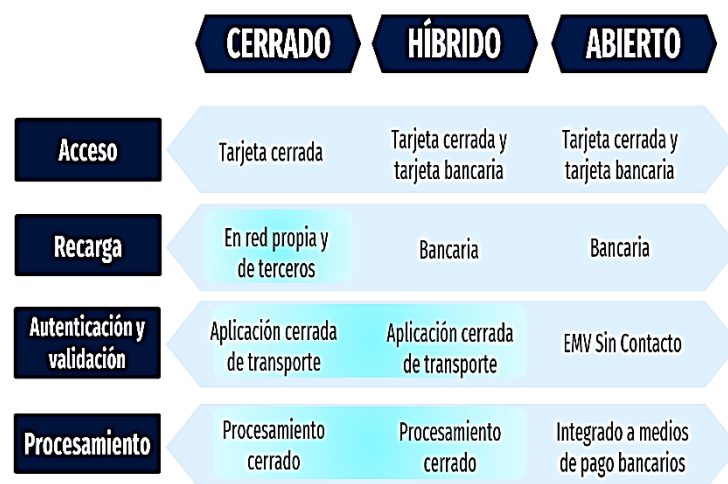 CERRADO
HÍBRIDO
ABIERTO
Acceso
Tarjeta cerrada
Tarjeta cerrada y
tarjeta bancaria
Tarjeta cerrada y
tarjeta bancaria
Recarga
En red propia y
de terceros
Bancaria
Bancaria
Autenticación y
validación
Aplicación cerrada
de transporte
Aplicación cerrada
de transporte
EMV Sin Contacto
Procesamiento
Procesamiento
cerrado
Procesamiento
cerrado
Integrado a medios
de pago bancarios